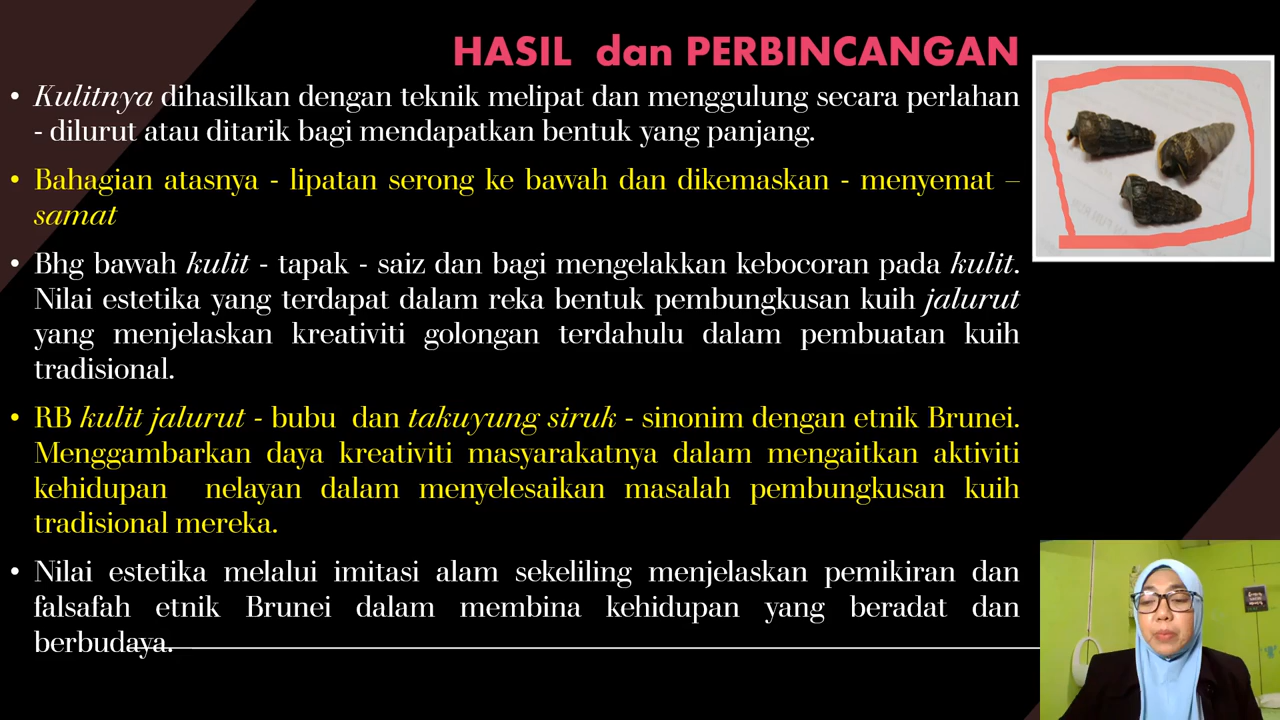 HASIL dan PERBINCANGAN
• Kulitnya dihasilkan dengan teknik melipat dan menggulung secara perlahan
- dilurut atau ditarik bagi mendapatkan bentuk yang panjang.
• Bahagian atasnya - lipatan serong ke bawah dan dikemaskan - menyemat –
samat
• Bhg bawah kulit - tapak - saiz dan bagi mengelakkan kebocoran pada kulit.
Nilai estetika yang terdapat dalam reka bentuk pembungkusan kuih jalurut
yang menjelaskan kreativiti golongan terdahulu dalam pembuatan kuih
tradisional.
• RB kulit jalurut - bubu dan takuyung siruk - sinonim dengan etnik Brunei.
Menggambarkan daya kreativiti masyarakatnya dalam mengaitkan aktiviti
kehidupan nelayan dalam menyelesaikan masalah pembungkusan kuih
tradisional mereka.
• Nilai estetika melalui imitasi alam sekeliling menjelaskan pemikiran dan
falsafah etnik Brunei dalam membina kehidupan yang beradat dan
berbudaya.